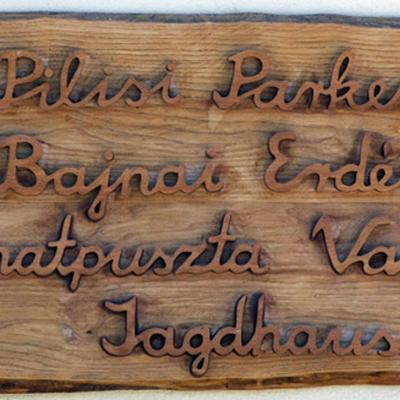 Pilisi Parke
Bajnai Erdé
natpuszta Va
Jagdhaus